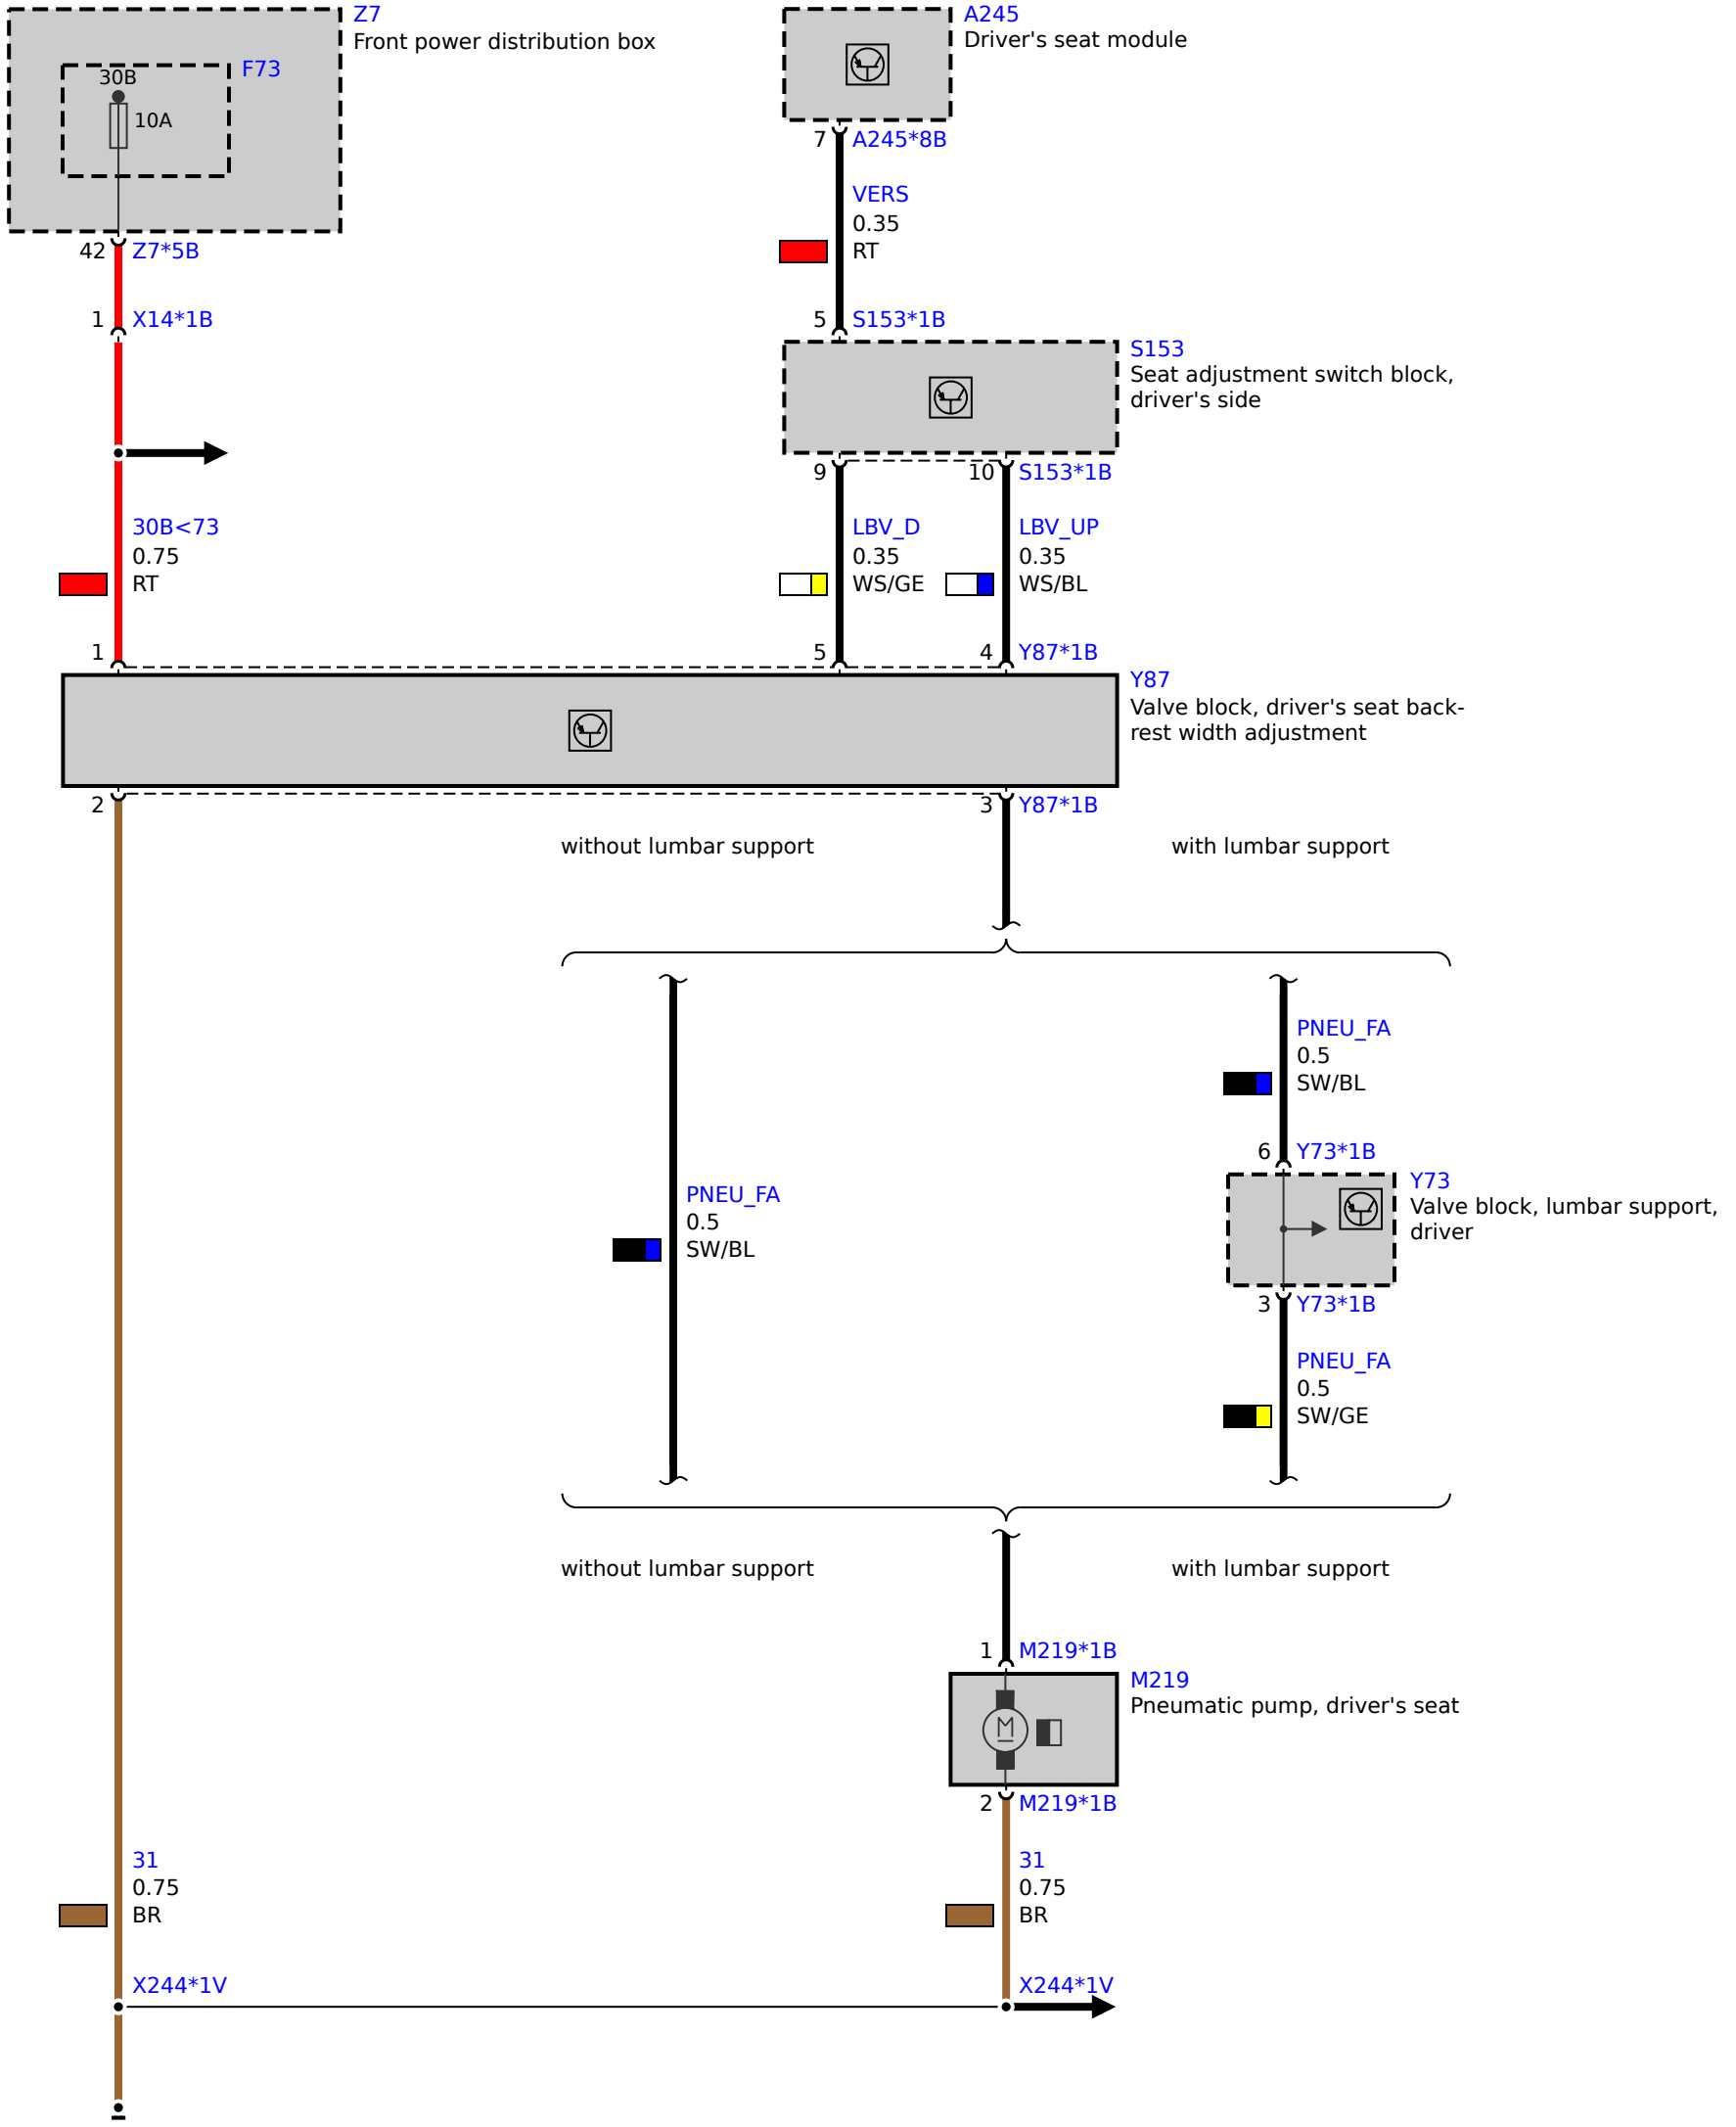 Z7
Front power distribution box
30B
F73
10A
42 Z7*5B
1 X14*1B
A245
Driver's seat module
7 A245*8B
VERS
0.35
RT
5 S153*1B
S153
Seat adjustment switch block,
driver's side
9
10 S153*1B
30B<73
0.75
RT
LBV_D
0.35
WS/GE
LBV_UP
0.35
WS/BL
1
5
4 Y87*1B
Y87
Valve block, driver's seat back-
rest width adjustment
2
3 Y87*1B
without lumbar support
with lumbar support
PNEU_FA
0.5
SW/BL
PNEU_FA
0.5
SW/BL
6 Y73*1B
Y73
Valve block, lumbar support,
driver
3 Y73*1B
PNEU_FA
0.5
SW/GE
without lumbar support
with lumbar support
1 M219*1B
M219
Pneumatic pump, driver's seat
M
2 M219*1B
31
0.75
BR
31
0.75
BR
X244*1V
X244*1V